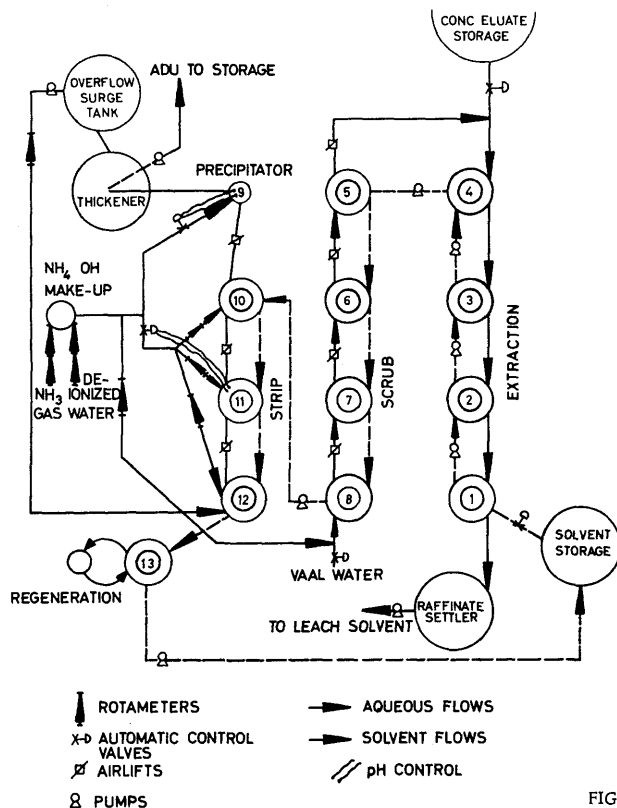 CONC ELUATE
STORAGE
ADU TO STORAGE
OVERFLOW
SURGE
TANK
PRECIPITATOR
THICKENER
9
5
4
NH4 OH
MAKE-UP
10
6
3
EXTRACTION
NH3
GAS
DE-
IONIZED
WATER
11
STRIP
7
SCRUB
2
12
8
1
13
VAAL WATER
SOLVENT
STORAGE
REGENERATION
RAFFINATE
SETTLER
TO LEACH SOLVENT
ROTAMETERS
AUTOMATIC CONTROL
VALVES
AIRLIFTS
PUMPS
AQUEOUS FLOWS
SOLVENT FLOWS
pH CONTROL
FIG